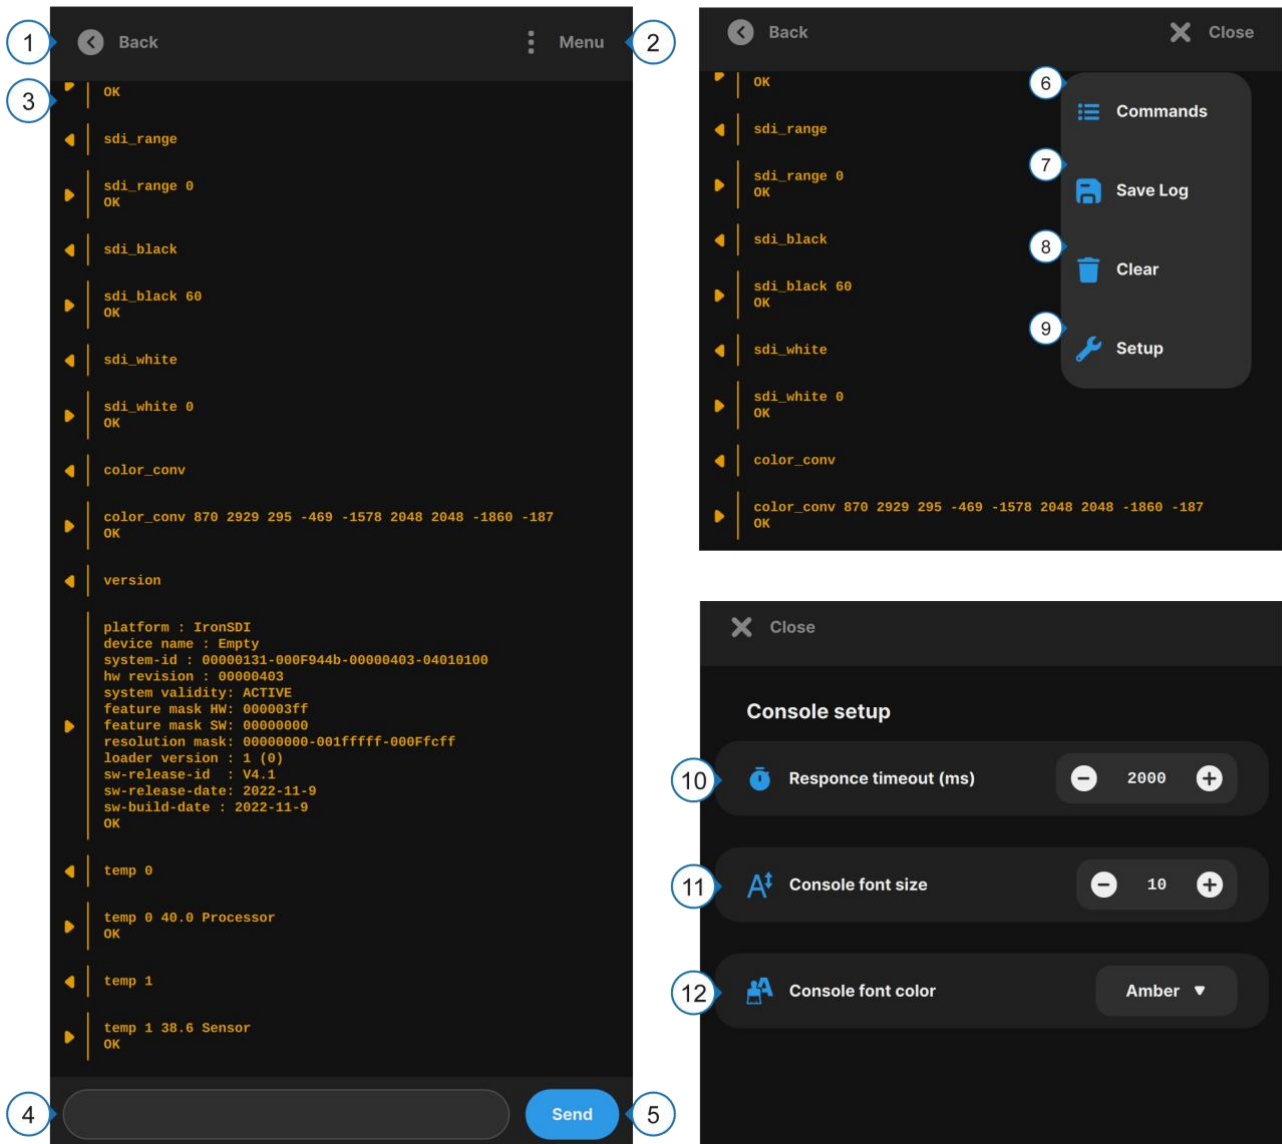 1
Back
Menu
2
3
OK
sdi_range
sdi_range 0
OK
sdi_black
sdi_black 60
OK
sdi_white
sdi_white 0
OK
color_conv
color_conv 870 2929 295 -469 -1578 2048 2048 -1860 -187
OK
version
platform : IronSDI
device name : Empty
system-id : 00000131-000F944b-00000403-04010100
hw revision : 00000403
system validity: ACTIVE
feature mask HW: 000003ff
feature mask SW: 00000000
resolution mask: 00000000-001fffff-000Ffcff
loader version : 1 (0)
sw-release-id  : V4.1
sw-release-date: 2022-11-9
sw-build-date : 2022-11-9
OK
temp 0
temp 0 40.0 Processor
OK
temp 1
temp 1 38.6 Sensor
OK
4
Send
5
Back
Close
OK
6
Commands
sdi_range
7
sdi_range 0
OK
Save Log
sdi_black
8
Clear
sdi_black 60
OK
9
sdi_white
Setup
sdi_white 0
OK
color_conv
color_conv 870 2929 295 -469 -1578 2048 2048 -1860 -187
OK
Close
Console setup
10
Responce timeout (ms)
2000
11
Console font size
10
12
Console font color
Amber